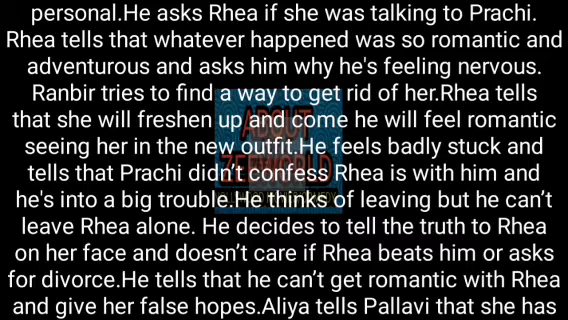 personal.He asks Rhea if she was talking to Prachi.
Rhea tells that whatever happened was so romantic and
adventurous and asks him why he's feeling nervous.
Ranbir tries to find a way to get rid of her.Rhea tells
that she will freshen up and come he will feel romantic
seeing her in the new outfit.He feels badly stuck and
tells that Prachi didn’t confess Rhea is with him and
he's into a big trouble.He thinks of leaving but he can’t
leave Rhea alone. He decides to tell the truth to Rhea
on her face and doesn’t care if Rhea beats him or asks
for divorce.He tells that he can’t get romantic with Rhea
and give her false hopes.Aliya tells Pallavi that she has
ABOUT
ZEEWORLD